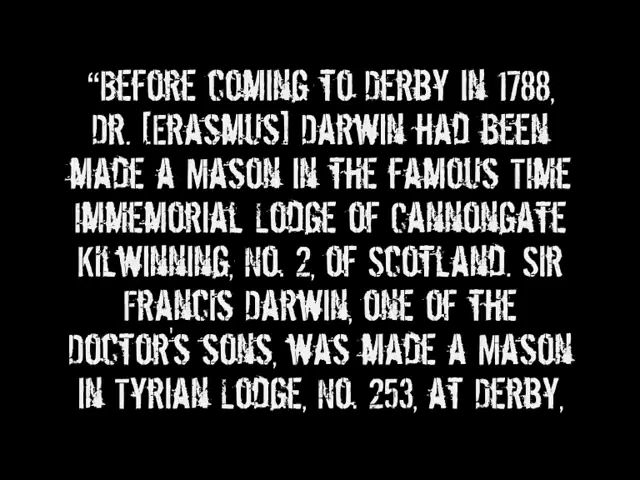 “BEFORE COMING TO DERBY IN 1788,
DR. [ERASMUS] DARWIN HAD BEEN
MADE A MASON IN THE FAMOUS TIME
IMMEMORIAL LODGE OF CANNONGATE
KILWINNING, NO. 2, OF SCOTLAND. SIR
FRANCIS DARWIN, ONE OF THE
DOCTOR'S SONS, WAS MADE A MASON
IN TYRIAN LODGE, NO. 253, AT DERBY,